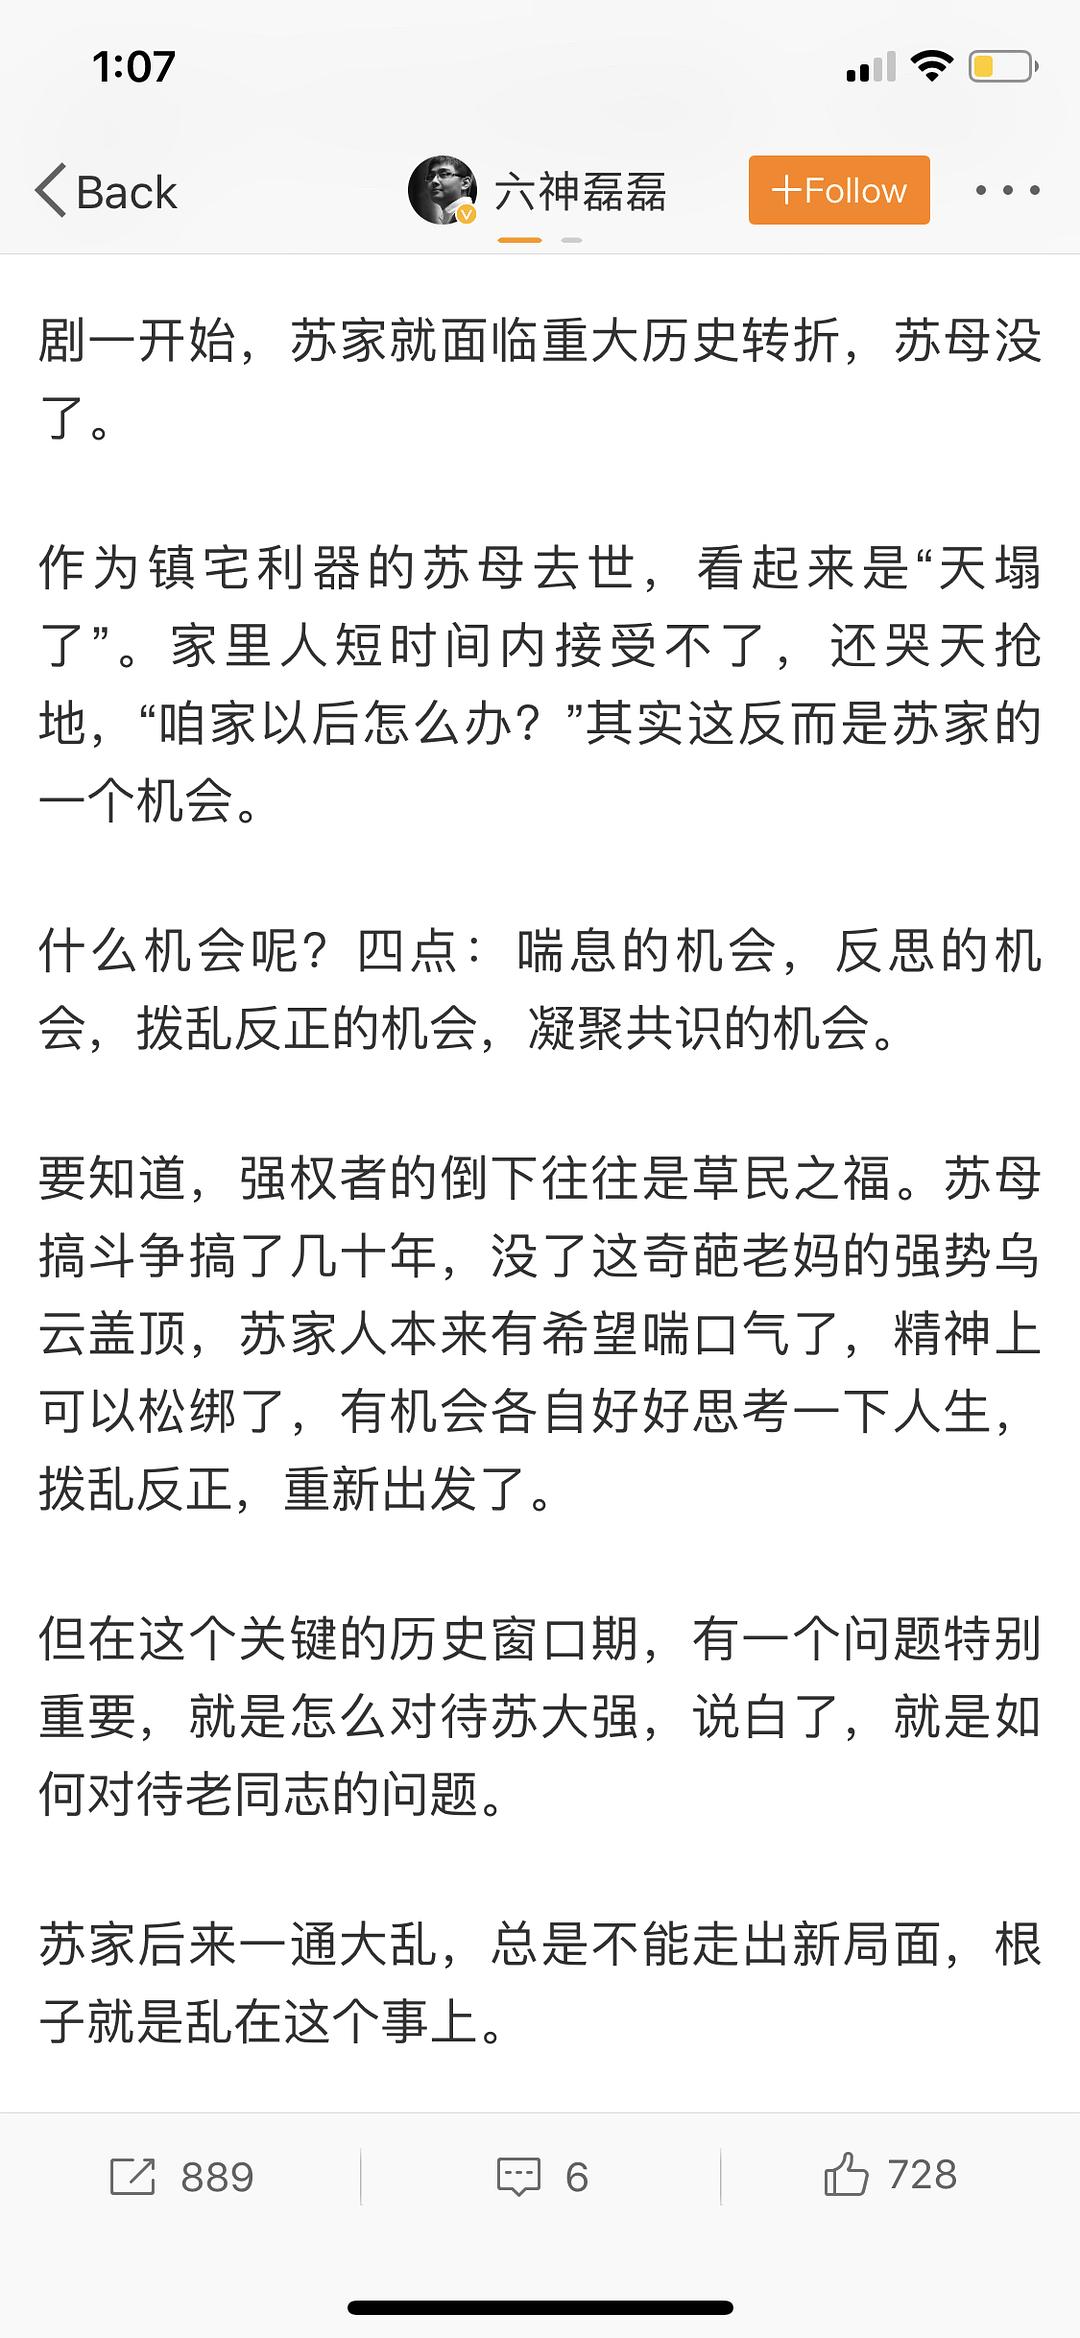 1:07
Back
六神磊磊
+Follow
剧一开始，苏家就面临重大历史转折，苏母没
了。
作为镇宅利器的苏母去世，看起来是“天塌
了”。家里人短时间内接受不了，还哭天抢
地，“咱家以后怎么办？”其实这反而是苏家的
一个机会。
什么机会呢？四点：喘息的机会，反思的机
会，拨乱反正的机会，凝聚共识的机会。
要知道，强权者的倒下往往是草民之福。苏母
搞斗争搞了几十年，没了这奇葩老妈的强势乌
云盖顶，苏家人本来有希望喘口气了，精神上
可以松绑了，有机会各自好好思考一下人生，
拨乱反正，重新出发了。
但在这个关键的历史窗口期，有一个问题特别
重要，就是怎么对待苏大强，说白了，就是如
何对待老同志的问题。
苏家后来一通大乱，总是不能走出新局面，根
子就是乱在这个事上。
889
6
728